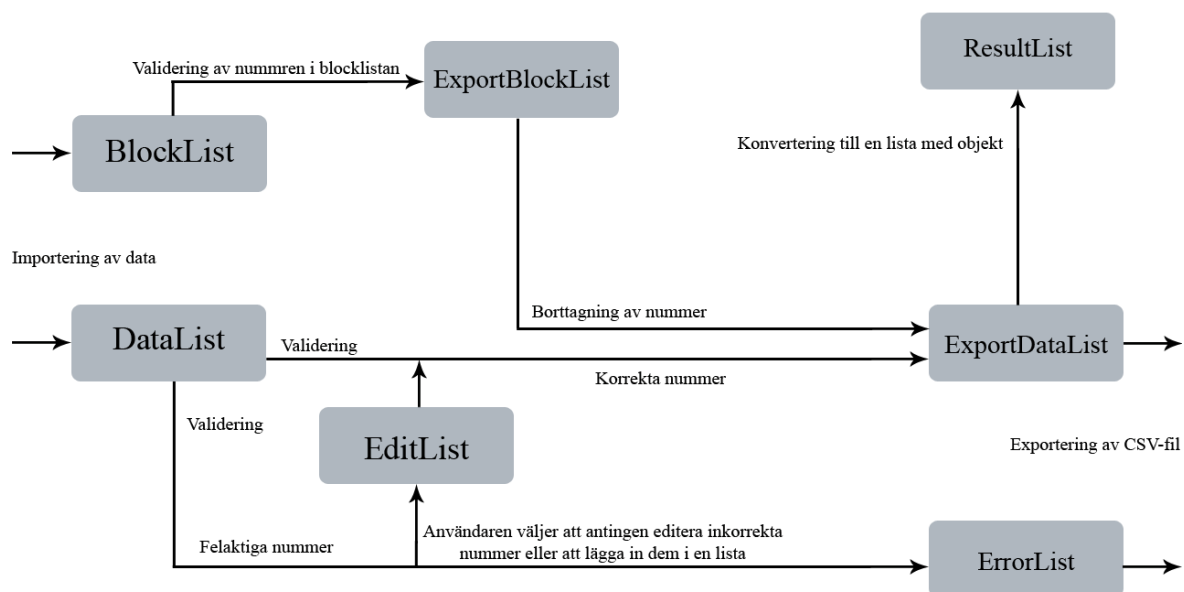 ResultList
Validering av nummren i blocklistan
ExportBlockList
BlockList
Konvertering till en lista med objekt
Importering av data
Borttagning av nummer
DataList
Validering
ExportDataList
Korrekta nummer
Validering
EditList
Exportering av CSV-fil
Användaren väljer att antingen editera inkorrekta
nummer eller att lägga in dem i en lista
Felaktiga nummer
ErrorList